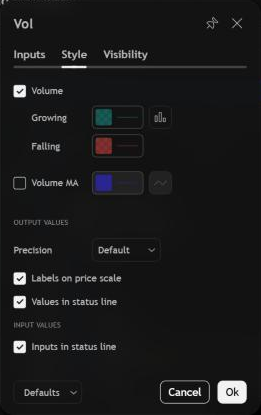 Vol
Inputs Style Visibility
Volume
Growing
Falling
Volume MA
OUTPUT VALUES
Precision Default
Labels on price scale
Values in status line
INPUT VALUES
Inputs in status line
Defaults Cancel Ok